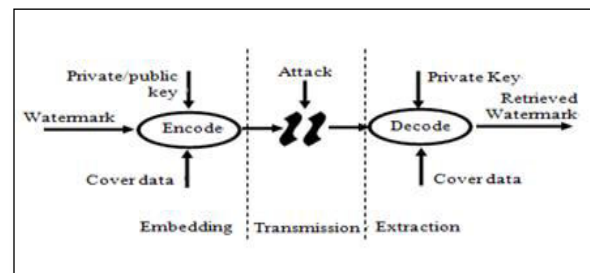 Private/public
key
Attack
Private Key
Watermark
Encode
Decode
Retrieved
Watermark
Cover data
Cover data
Embedding
Transmission
Extraction